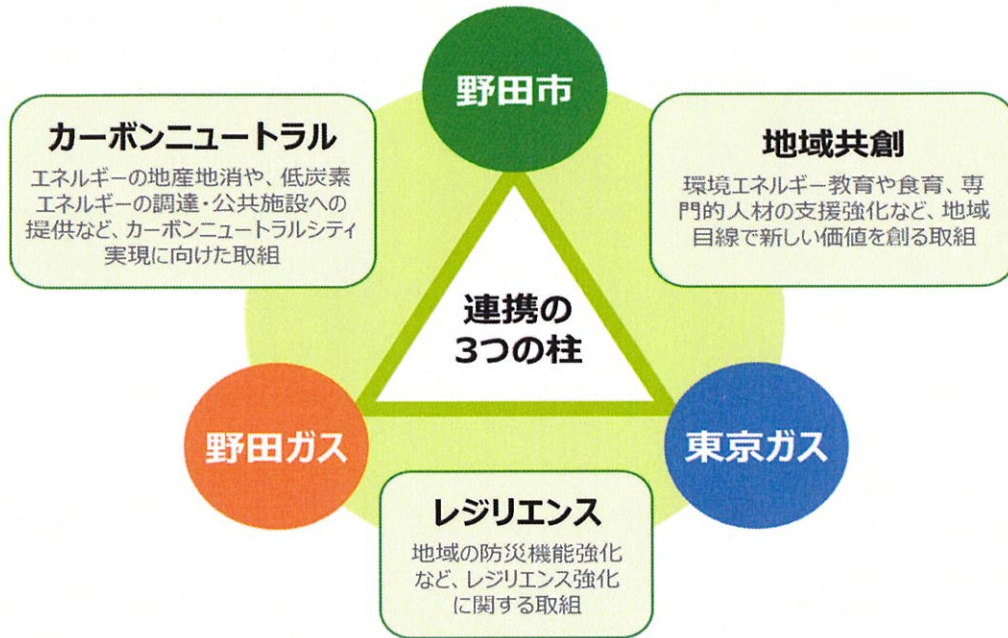 野田市
カーボンニュートラル
エネルギーの地産地消や、低炭素
エネルギーの調達・公共施設への
提供など、カーボンニュートラルシティ
実現に向けた取組
地域共創
環境エネルギー教育や食育、専
門的人材の支援強化など、地域
目線で新しい価値を創る取組
連携の
3つの柱
野田ガス
東京ガス
レジリエンス
地域の防災機能強化
など、レジリエンス強化
に関する取組